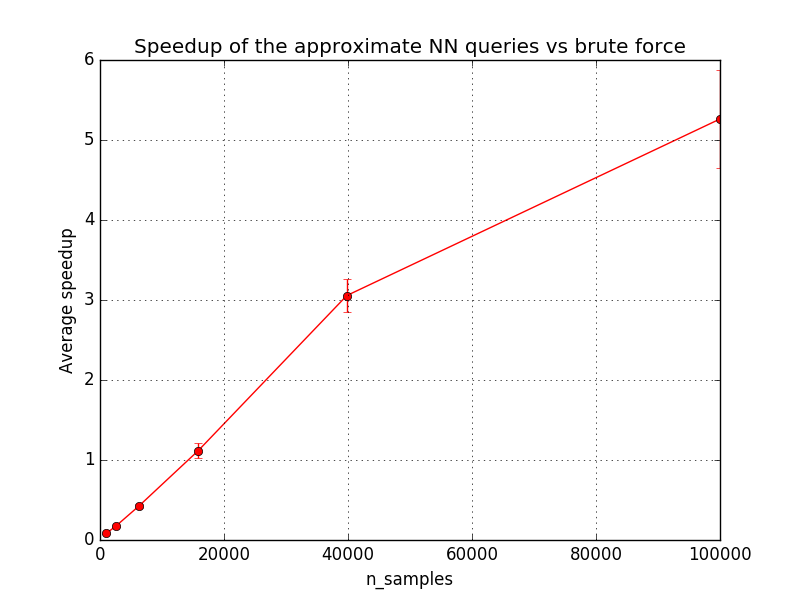 Speedup of the approximate NN queries vs brute force
6
5
4
3
2
1
0
Average speedup
0 20000 40000 60000 80000 100000
n_samples